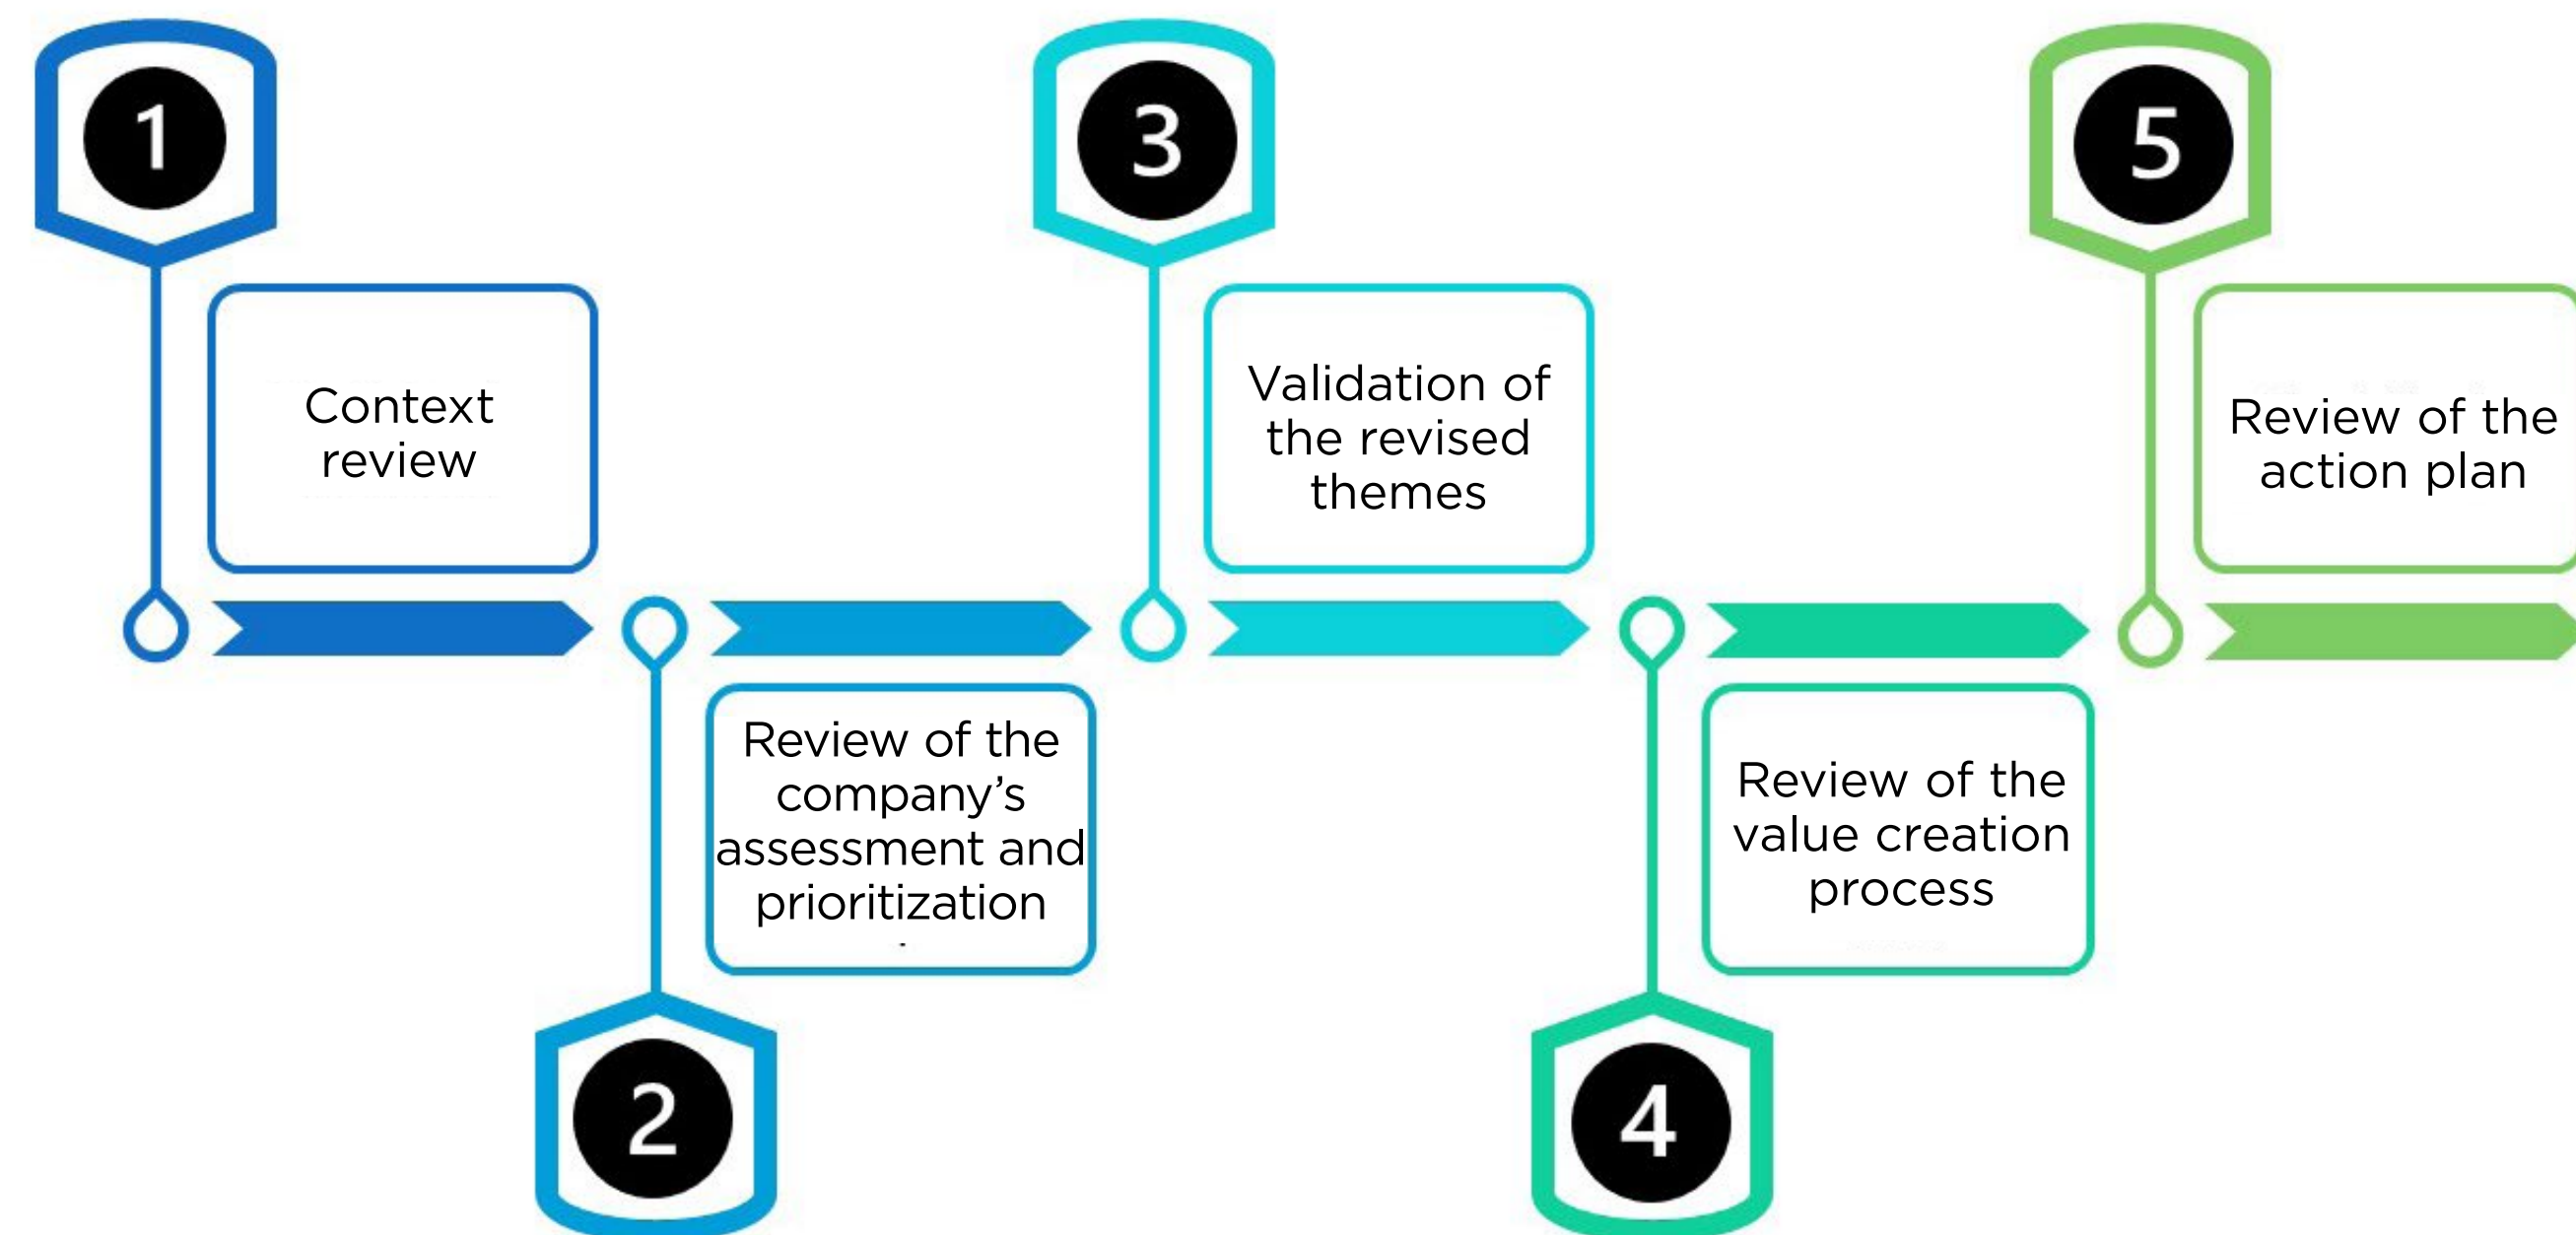 1
Context
review
2
Review of the
company’s
assessment and
prioritization
3
Validation of
the revised
themes
4
Review of the
value creation
process
5
Review of the
action plan